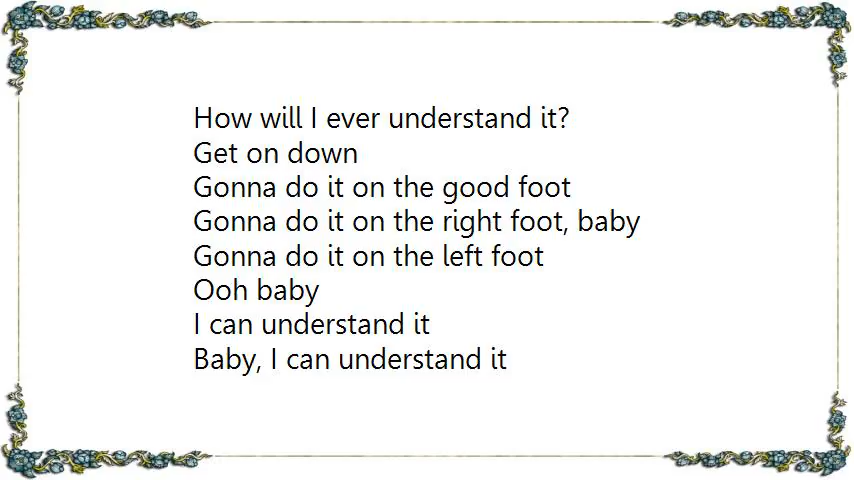 How will I ever understand it?
Get on down
Gonna do it on the good foot
Gonna do it on the right foot, baby
Gonna do it on the left foot
Ooh baby
I can understand it
Baby, I can understand it